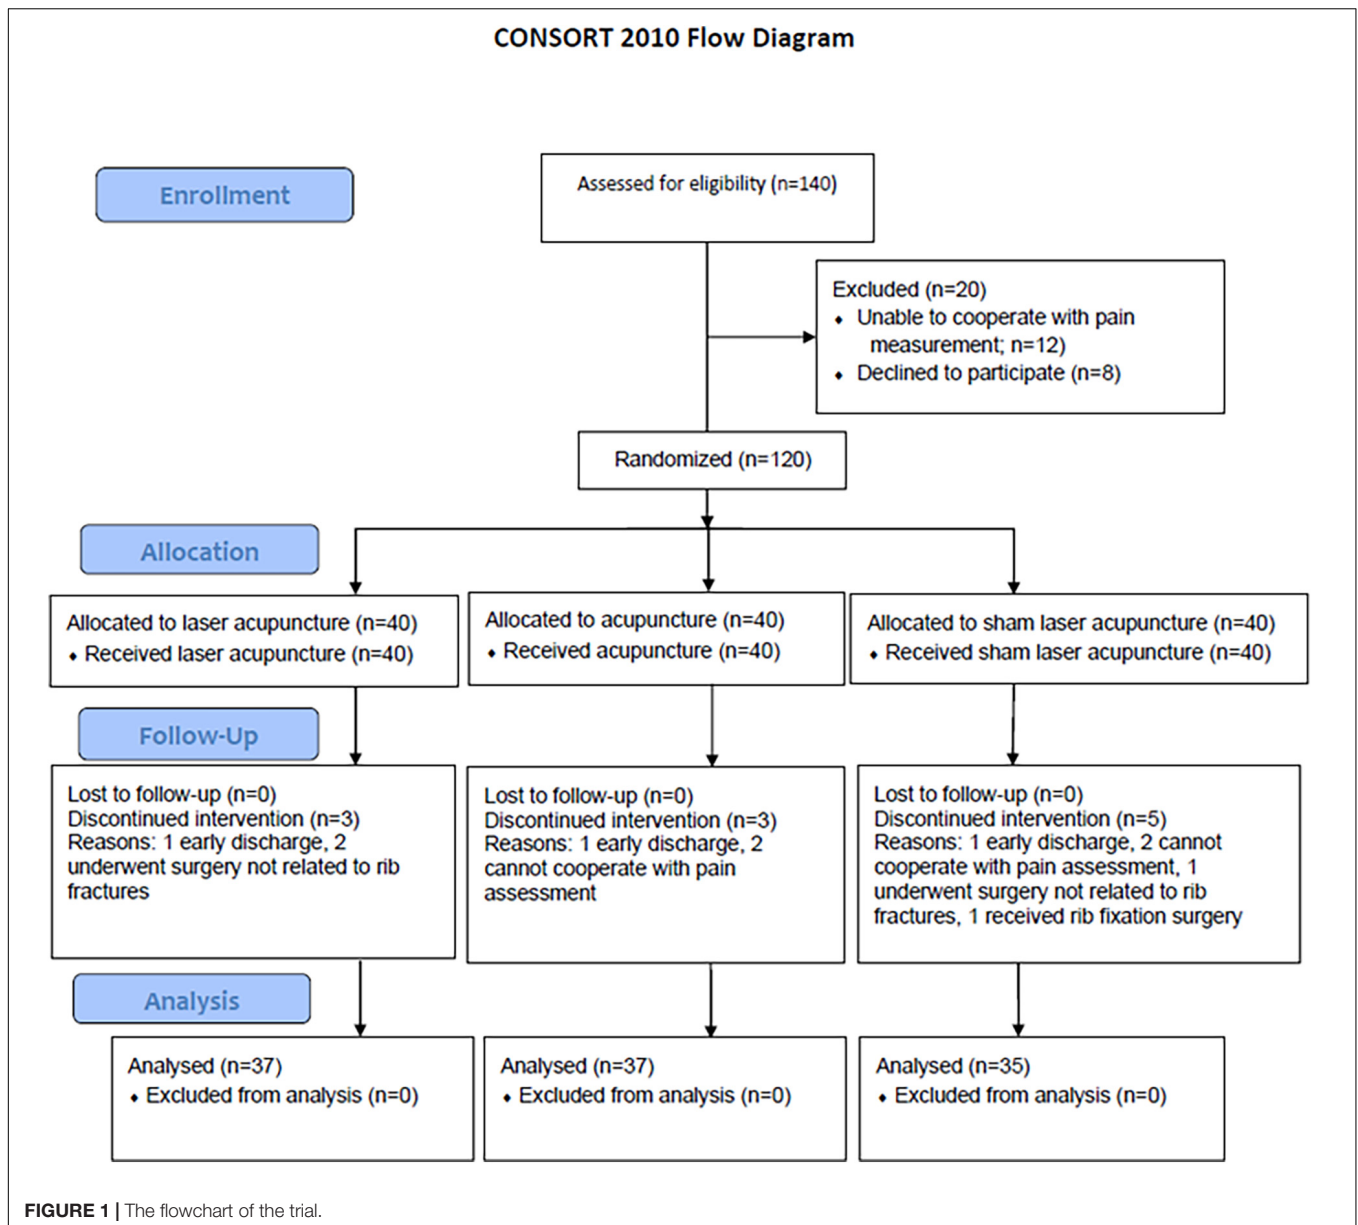 CONSORT 2010 Flow Diagram
Enrollment
Assessed for eligibility (n=140)
Excluded (n=20)
⬧ Unable to cooperate with pain
measurement; n=12)
⬧ Declined to participate (n=8)
Randomized (n=120)
Allocation
Allocated to laser acupuncture (n=40)
⬧ Received laser acupuncture (n=40)
Allocated to acupuncture (n=40)
⬧ Received acupuncture (n=40)
Allocated to sham laser acupuncture (n=40)
⬧ Received sham laser acupuncture (n=40)
Follow-Up
Lost to follow-up (n=0)
Discontinued intervention (n=3)
Reasons: 1 early discharge, 2
underwent surgery not related to rib
fractures
Lost to follow-up (n=0)
Discontinued intervention (n=3)
Reasons: 1 early discharge, 2
cannot cooperate with pain
assessment
Lost to follow-up (n=0)
Discontinued intervention (n=5)
Reasons: 1 early discharge, 2 cannot
cooperate with pain assessment, 1
underwent surgery not related to rib
fractures, 1 received rib fixation surgery
Analysis
Analysed (n=37)
⬧ Excluded from analysis (n=0)
Analysed (n=37)
⬧ Excluded from analysis (n=0)
Analysed (n=35)
⬧ Excluded from analysis (n=0)
FIGURE 1 | The flowchart of the trial.